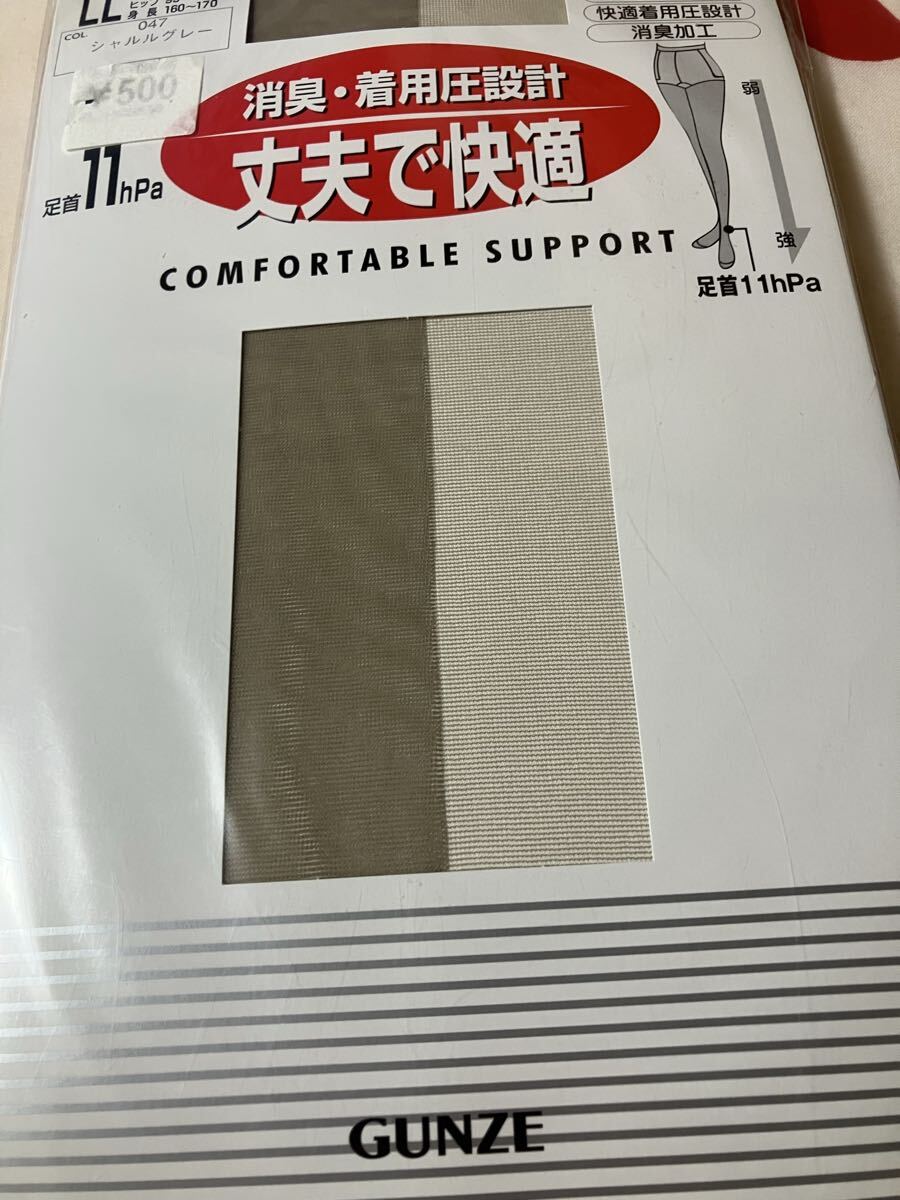 LL
身長 160～170
COL. 047
シャルルグレー
¥500
快適着用圧設計
消臭加工
消臭・着用圧設計
丈夫で快適
足首11hPa
COMFORTABLE SUPPORT
弱
強
足首11hPa
GUNZE